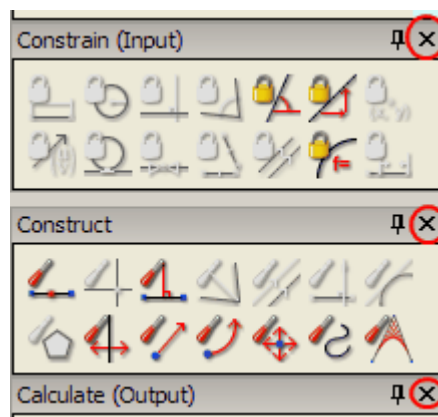 Constrain (Input)
(x,y)
f=
Construct
Calculate (Output)